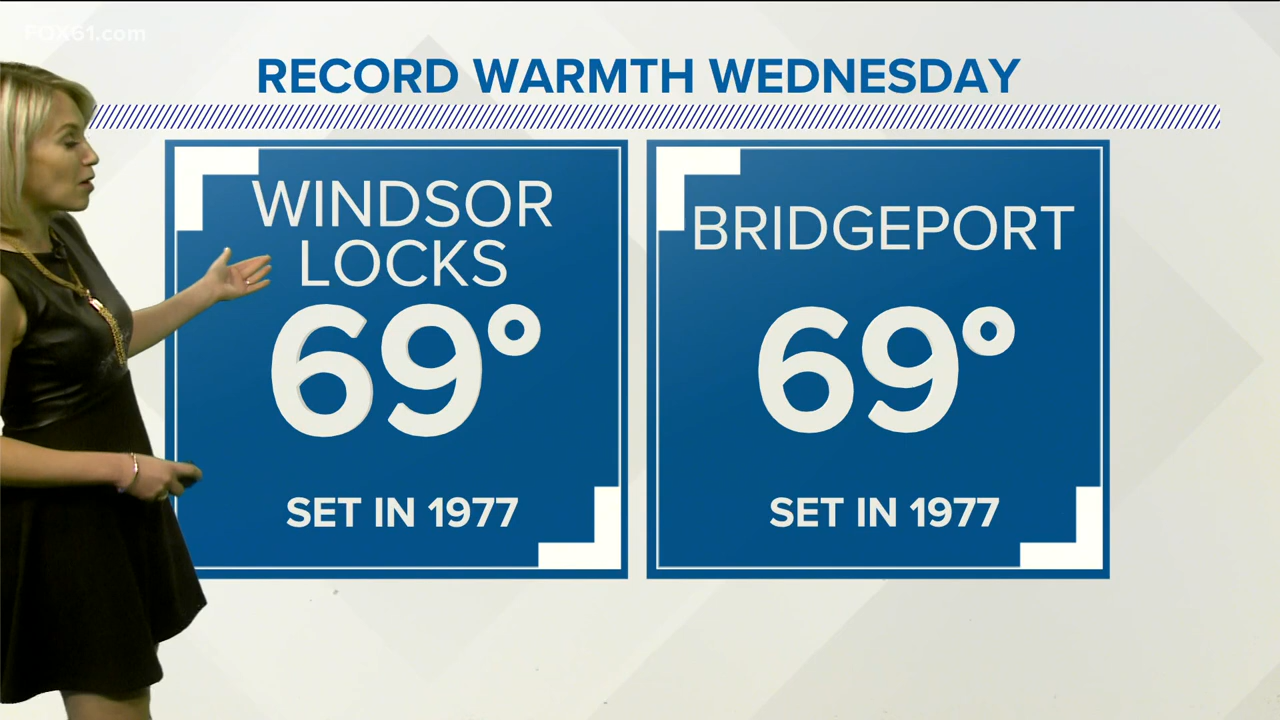 FOX61.com
RECORD WARMTH WEDNESDAY
WINDSOR
LOCKS
69°
SET IN 1977
BRIDGEPORT
69°
SET IN 1977